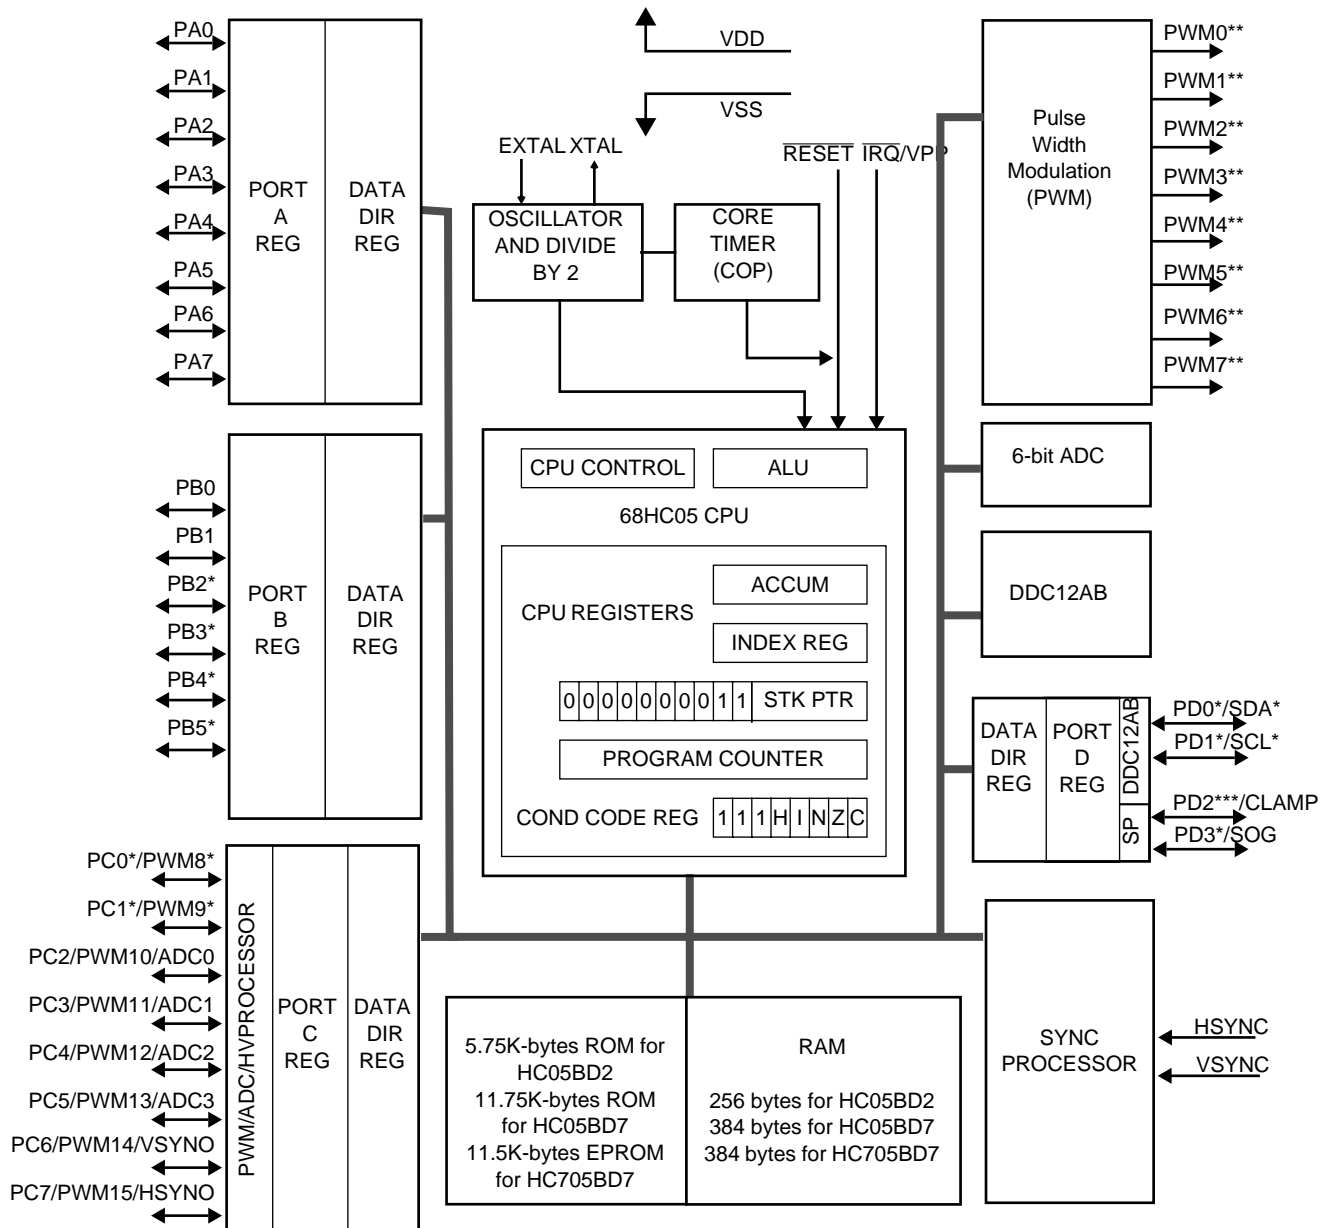 PA0
PA1
PA2
PA3
PA4
PA5
PA6
PA7
PORT
A
REG
DATA
DIR
REG
VDD
VSS
EXTAL XTAL
RESET IRQ/VPP
OSCILLATOR
AND DIVIDE
BY 2
CORE
TIMER
(COP)
Pulse
Width
Modulation
(PWM)
PWM0**
PWM1**
PWM2**
PWM3**
PWM4**
PWM5**
PWM6**
PWM7**
6-bit ADC
DDC12AB
PB0
PB1
PB2*
PB3*
PB4*
PB5*
PORT
B
REG
DATA
DIR
REG
CPU CONTROL
ALU
68HC05 CPU
CPU REGISTERS
ACCUM
INDEX REG
0 0 0 0 0 0 0 0 1 1 STK PTR
PROGRAM COUNTER
COND CODE REG 1 1 1 H I N Z C
DATA
DIR
REG
PORT
D
REG
DDC12AB
SP
PD0*/SDA*
PD1*/SCL*
PD2***/CLAMP
PD3*/SOG
PC0*/PWM8*
PC1*/PWM9*
PC2/PWM10/ADC0
PC3/PWM11/ADC1
PC4/PWM12/ADC2
PC5/PWM13/ADC3
PC6/PWM14/VSYNO
PC7/PWM15/HSYNO
PWM/ADC/HVPROCESSOR
PORT
C
REG
DATA
DIR
REG
5.75K-bytes ROM for
HC05BD2
11.75K-bytes ROM
for HC05BD7
11.5K-bytes EPROM
for HC705BD7
RAM
256 bytes for HC05BD2
384 bytes for HC05BD7
384 bytes for HC705BD7
SYNC
PROCESSOR
HSYNC
VSYNC